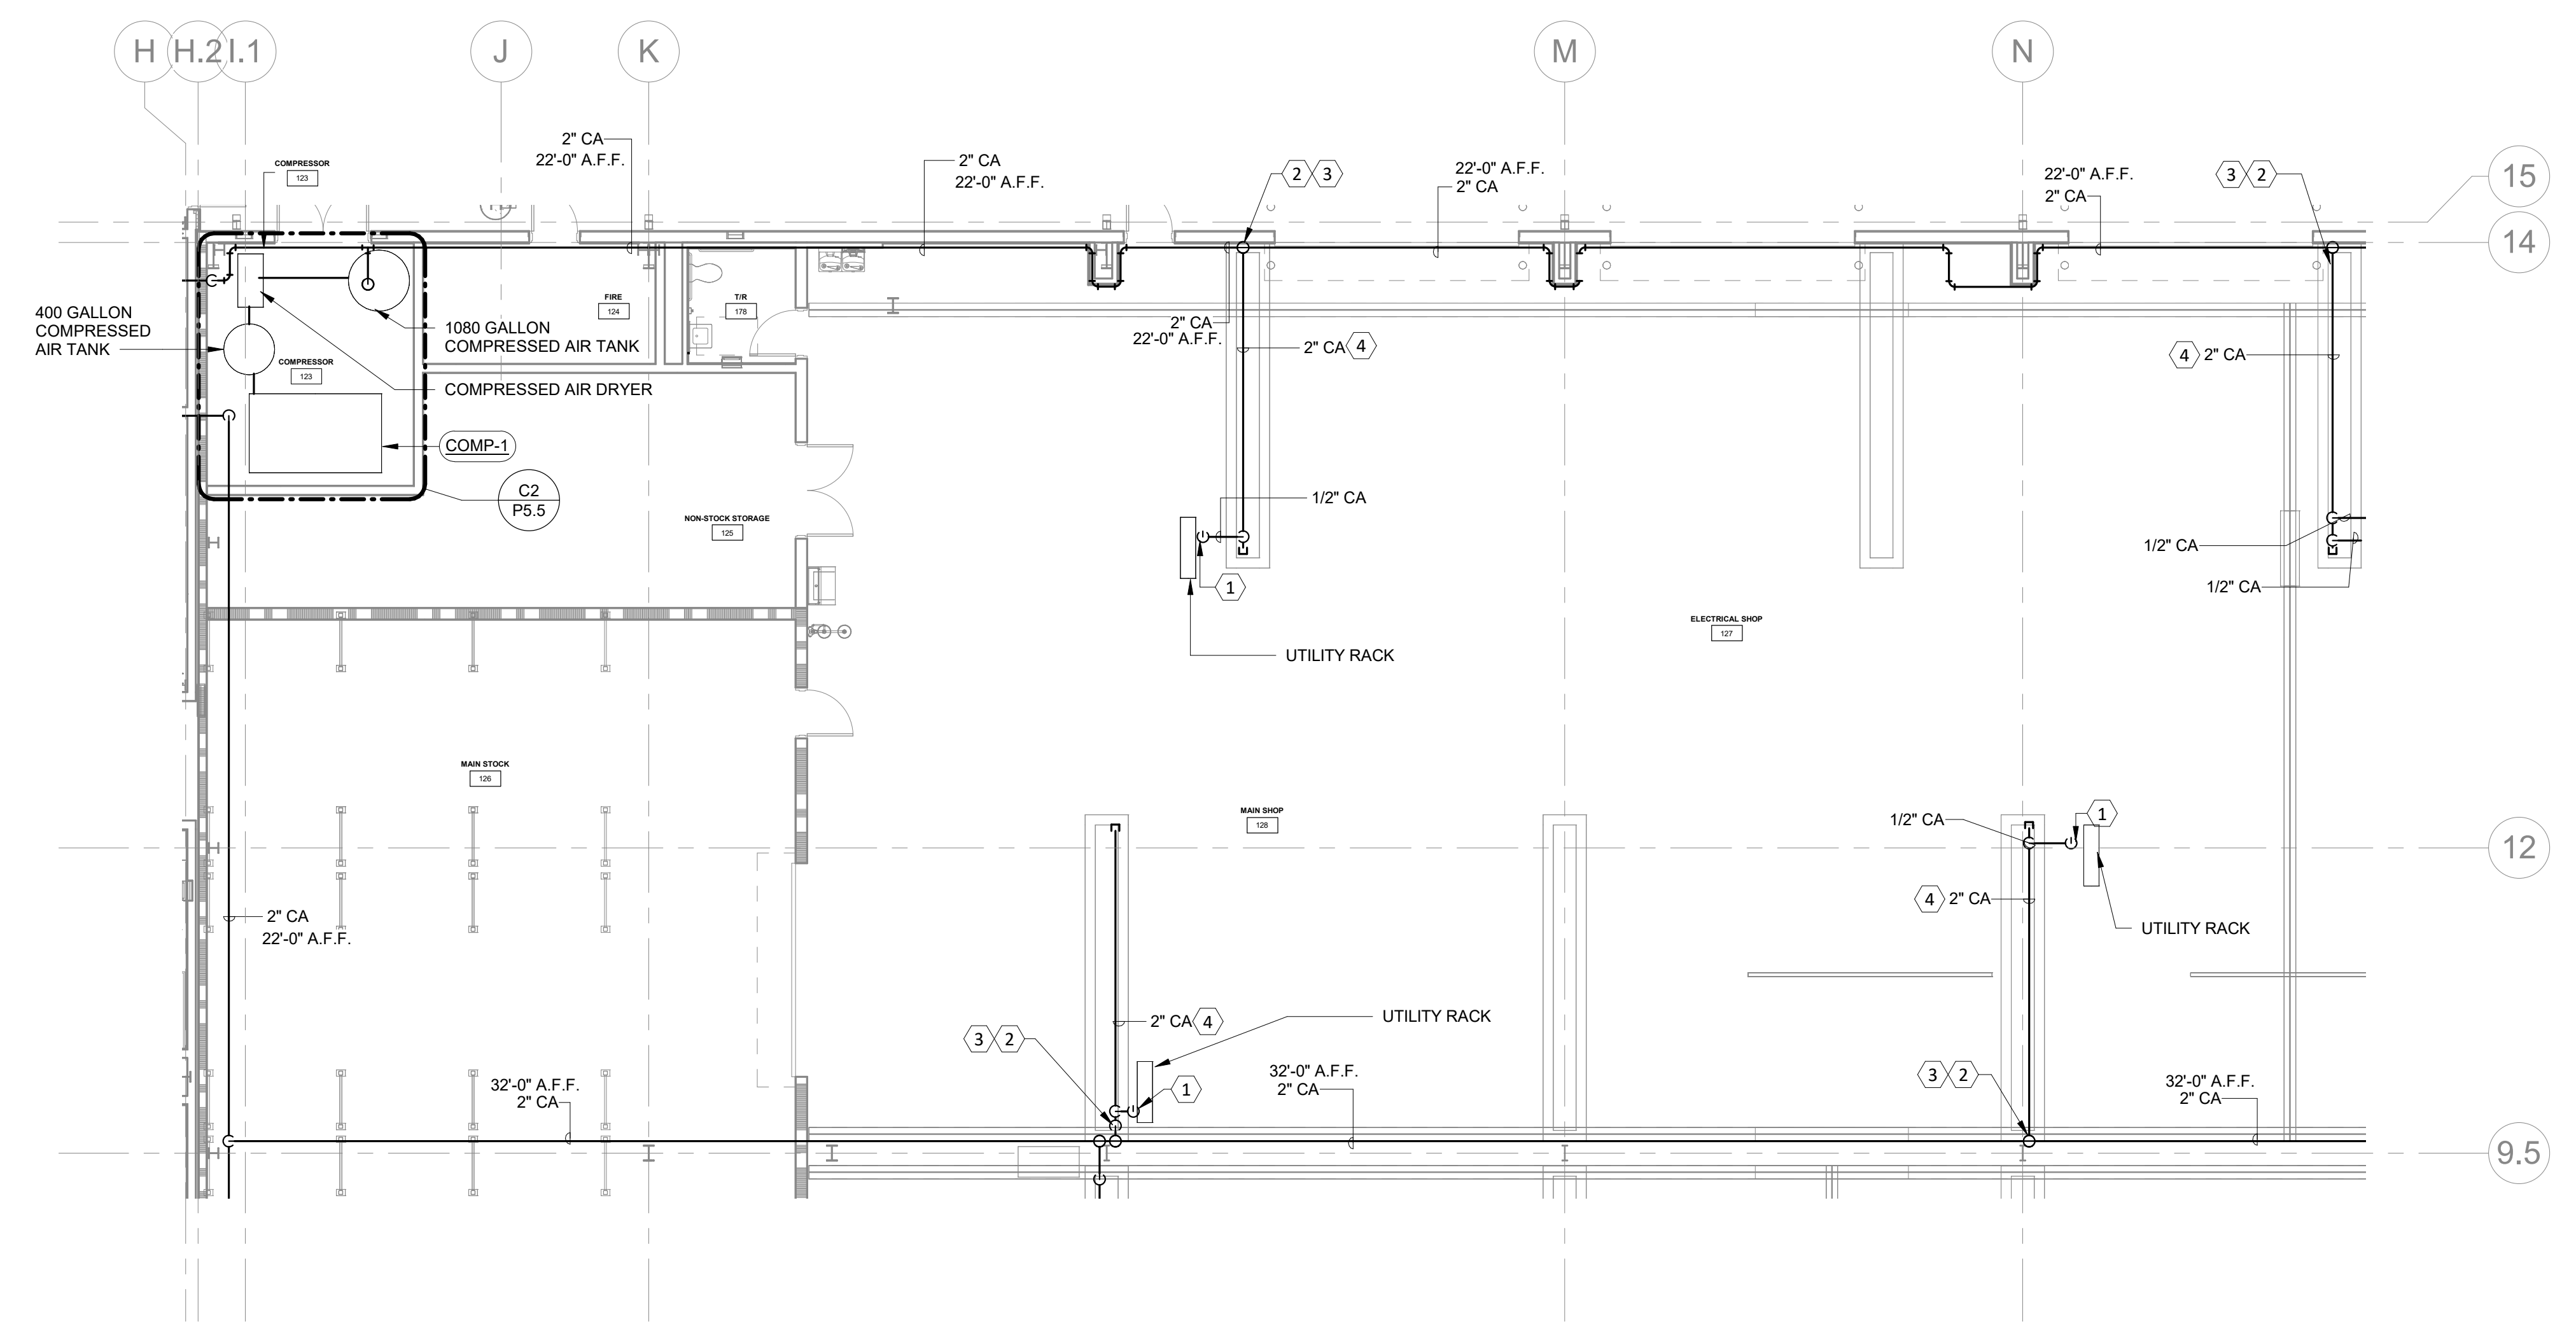 H
H.2
I.1
J
K
M
N
2" CA
22'-0" A.F.F.
COMPRESSOR
123
2" CA
22'-0" A.F.F.
2
3
22'-0" A.F.F.
2" CA
22'-0" A.F.F.
2" CA
3
2
15
14
400 GALLON
COMPRESSED
AIR TANK
1080 GALLON
COMPRESSED AIR TANK
FIRE
124
T/R
178
2" CA
22'-0" A.F.F.
2" CA
4
4
2" CA
COMPRESSOR
123
COMPRESSED AIR DRYER
COMP-1
C2
P5.5
1/2" CA
NON-STOCK STORAGE
125
1/2" CA
1
1/2" CA
UTILITY RACK
ELECTRICAL SHOP
127
MAIN STOCK
126
MAIN SHOP
128
1/2" CA
1
12
2" CA
22'-0" A.F.F.
4
2" CA
UTILITY RACK
2" CA
4
UTILITY RACK
3
2
32'-0" A.F.F.
2" CA
1
32'-0" A.F.F.
2" CA
3
2
32'-0" A.F.F.
2" CA
9.5